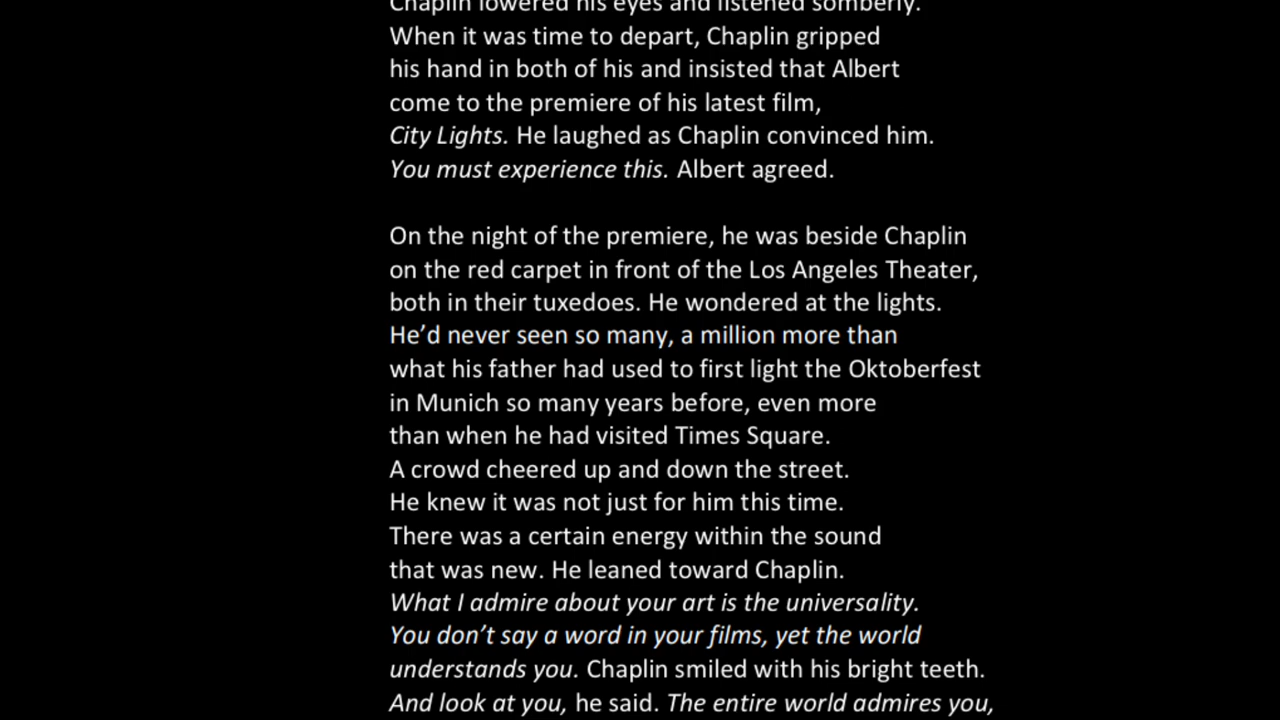 Chaplin lowered his eyes and listened somberly.
When it was time to depart, Chaplin gripped
his hand in both of his and insisted that Albert
come to the premiere of his latest film,
City Lights. He laughed as Chaplin convinced him.
You must experience this. Albert agreed.
On the night of the premiere, he was beside Chaplin
on the red carpet in front of the Los Angeles Theater,
both in their tuxedoes. He wondered at the lights.
He’d never seen so many, a million more than
what his father had used to first light the Oktoberfest
in Munich so many years before, even more
than when he had visited Times Square.
A crowd cheered up and down the street.
He knew it was not just for him this time.
There was a certain energy within the sound
that was new. He leaned toward Chaplin.
What I admire about your art is the universality.
You don’t say a word in your films, yet the world
understands you. Chaplin smiled with his bright teeth.
And look at you, he said. The entire world admires you,